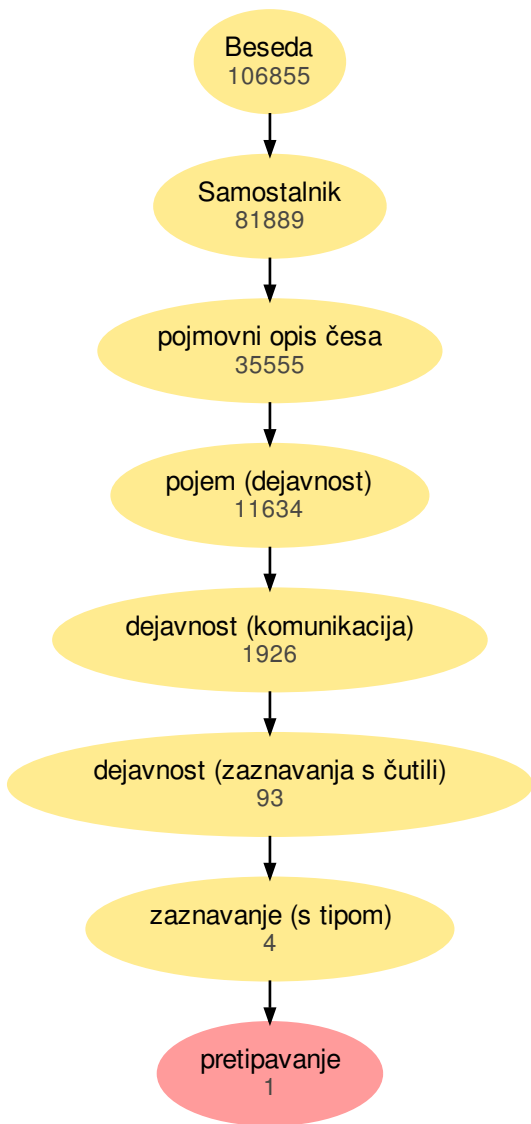 Beseda
106855
Samostalnik
81889
pojmovni opis česa
35555
pojem (dejavnost)
11634
dejavnost (komunikacija)
1926
dejavnost (zaznavanja s čutili)
93
zaznavanje (s tipom)
4
pretipavanje
1